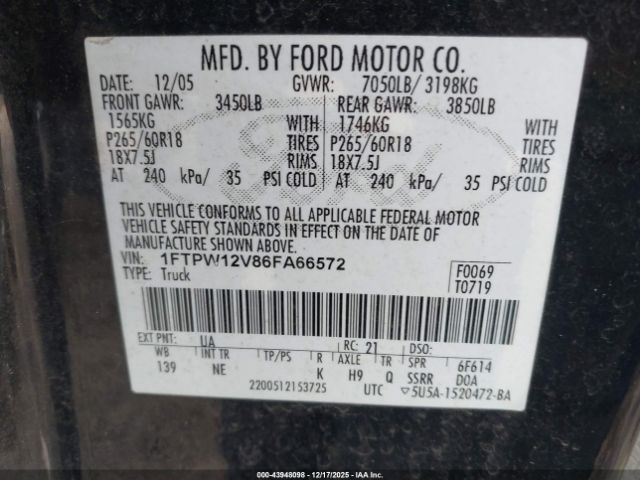 MFD. BY FORD MOTOR CO.
DATE: 12/05 GVWR: 7050LB/ 3198KG
FRONT GAWR: 3450LB REAR GAWR: 3850LB
1565KG WITH 1746KG WITH
P265/60R18 TIRES P265/60R18 TIRES
18X7.5J RIMS 18X7.5J RIMS
AT 240 kPa/ 35 PSI COLD AT 240 kPa/ 35 PSI COLD
THIS VEHICLE CONFORMS TO ALL APPLICABLE FEDERAL MOTOR
VEHICLE SAFETY STANDARDS IN EFFECT ON THE DATE OF
MANUFACTURE SHOWN ABOVE.
VIN: 1FTPW12V86FA66572
TYPE: Truck
F0069
T0719
EXT PNT: UA RC: 21 DSO:
WB INT TR TP/PS R AXLE TR SPR 6F614
139 NE K H9 Q SSRR DOA
2200512153725 UTC 5U5A-1520472-BA
000-43948098 - 12/17/2025 - IAA